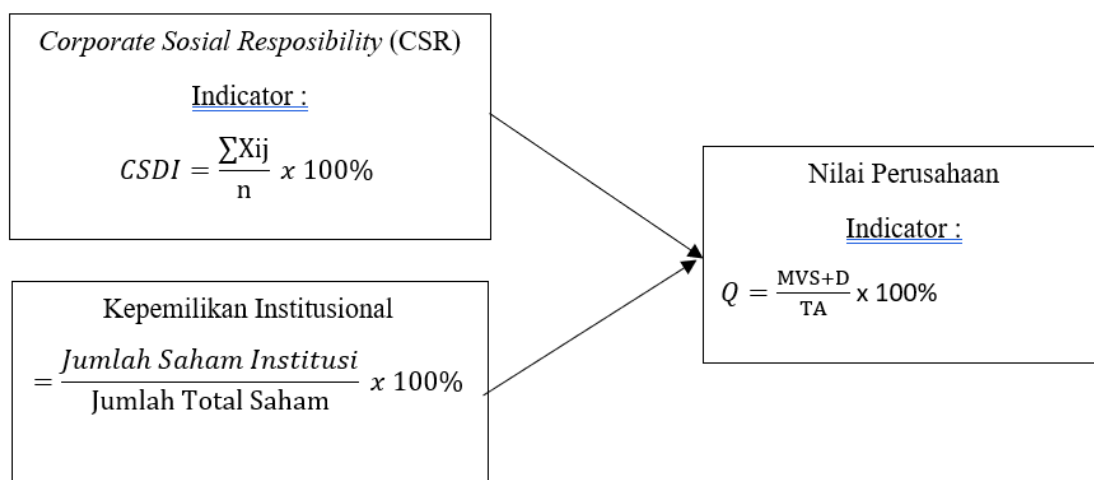 Corporate Sosial Resposibility (CSR)
Indicator :
CSDI = ∑Xij / n x 100%
Kepemilikan Institusional
= Jumlah Saham Institusi / Jumlah Total Saham x 100%
Nilai Perusahaan
Indicator :
Q = MVS+D / TA x 100%